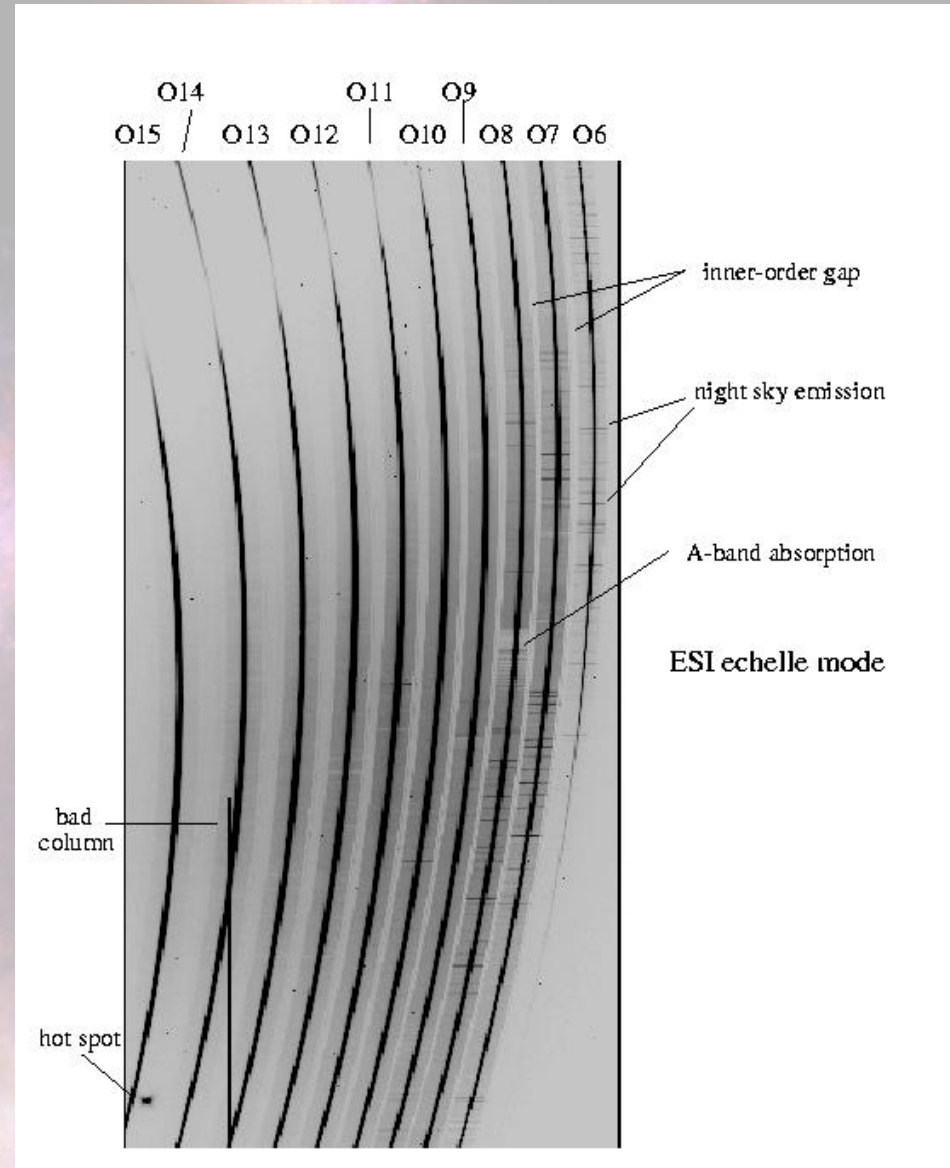 O14 O11 O9
O15 O13 O12 O10 O8 O7 O6
inner-order gap
night sky emission
A-band absorption
ESI echelle mode
bad
column
hot spot